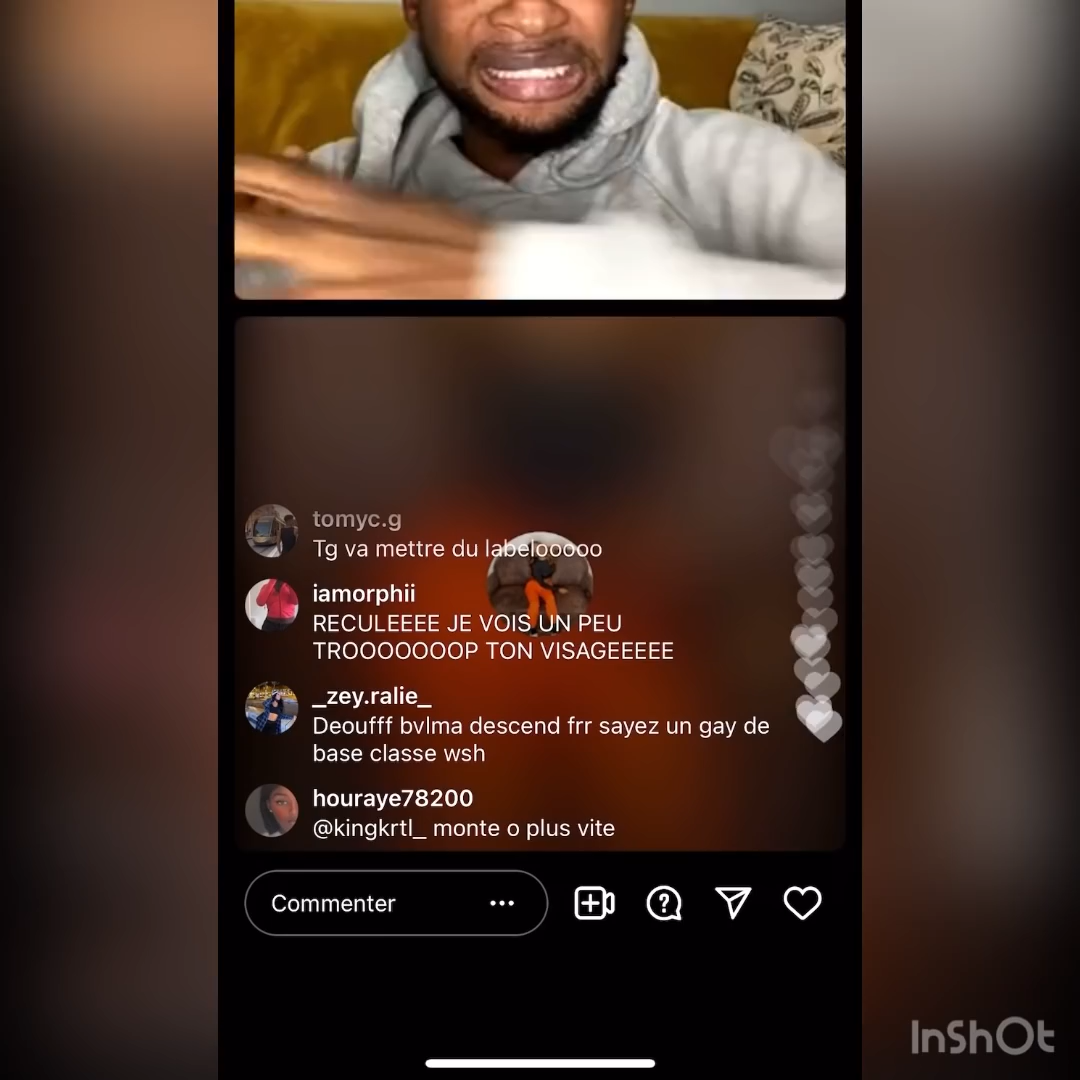 tomyc.g
Tg va mettre du labelooooo
iamorphii
RECULEEEE JE VOIS UN PEU
TROOOOOOOP TON VISAGEEEEE
_zey.ralie_
Deoufff bvlma descend frr sayez un gay de
base classe wsh
houraye78200
@kingkrtl_ monte o plus vite
Commenter
InShOt